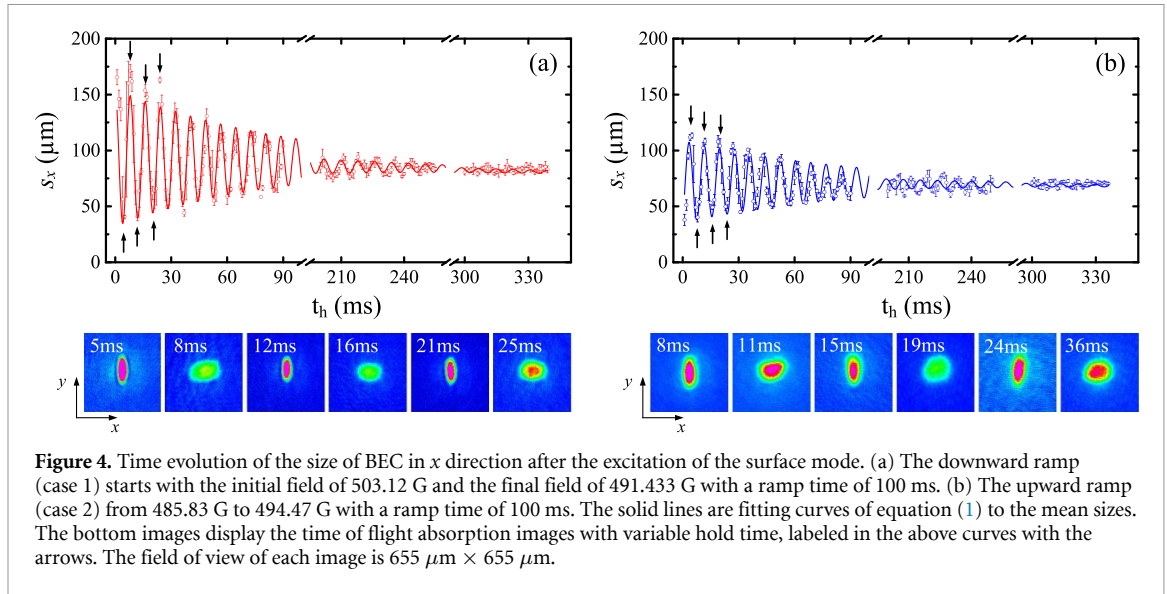 200
150
100
50
0
sx (μm)
(a)
0 30 60 90 210 240 300 330
th (ms)
200
150
100
50
0
sx (μm)
(b)
0 30 60 90 210 240 300 330
th (ms)
5ms 8ms 12ms 16ms 21ms 25ms
y
x
8ms 11ms 15ms 19ms 24ms 36ms
y
x
Figure 4. Time evolution of the size of BEC in x direction after the excitation of the surface mode. (a) The downward ramp
(case 1) starts with the initial field of 503.12 G and the final field of 491.433 G with a ramp time of 100 ms. (b) The upward ramp
(case 2) from 485.83 G to 494.47 G with a ramp time of 100 ms. The solid lines are fitting curves of equation (1) to the mean sizes.
The bottom images display the time of flight absorption images with variable hold time, labeled in the above curves with the
arrows. The field of view of each image is 655 μm × 655 μm.